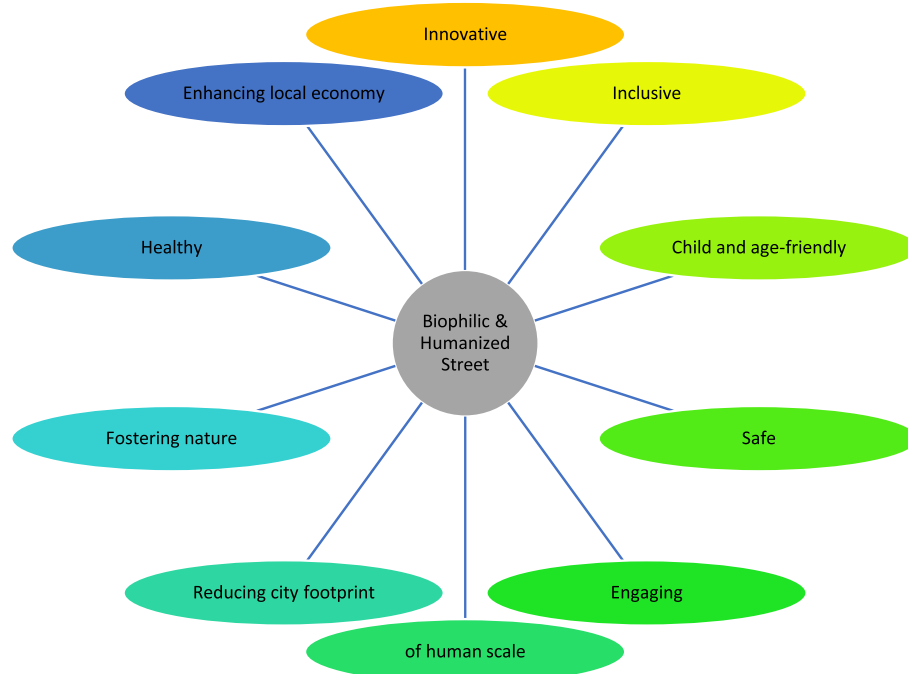 Innovative
Enhancing local economy
Inclusive
Healthy
Child and age-friendly
Biophilic &
Humanized
Street
Fostering nature
Safe
Reducing city footprint
Engaging
of human scale